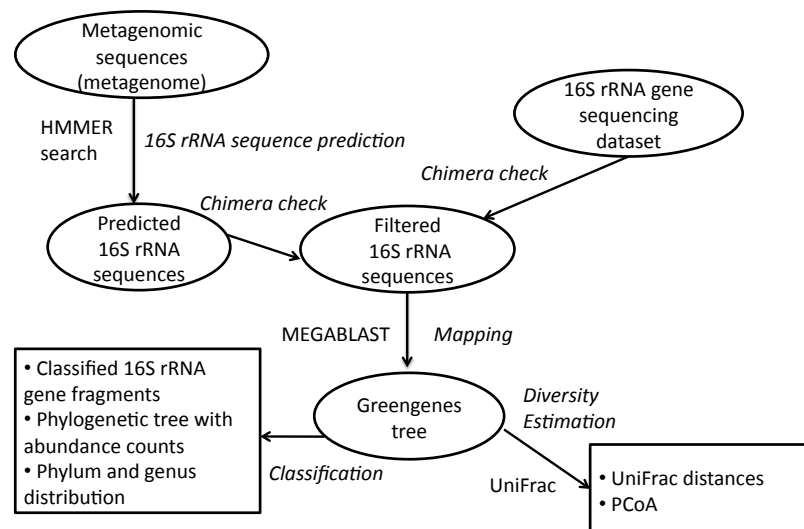 Metagenomic
sequences
(metagenome)
16S rRNA gene
sequencing
dataset
HMMER
search
16S rRNA sequence prediction
Chimera check
Chimera check
Predicted
16S rRNA
sequences
Filtered
16S rRNA
sequences
MEGABLAST
Mapping
• Classified 16S rRNA
gene fragments
• Phylogenetic tree with
abundance counts
• Phylum and genus
distribution
Greengenes
tree
Diversity
Estimation
Classification
UniFrac
• UniFrac distances
• PCoA